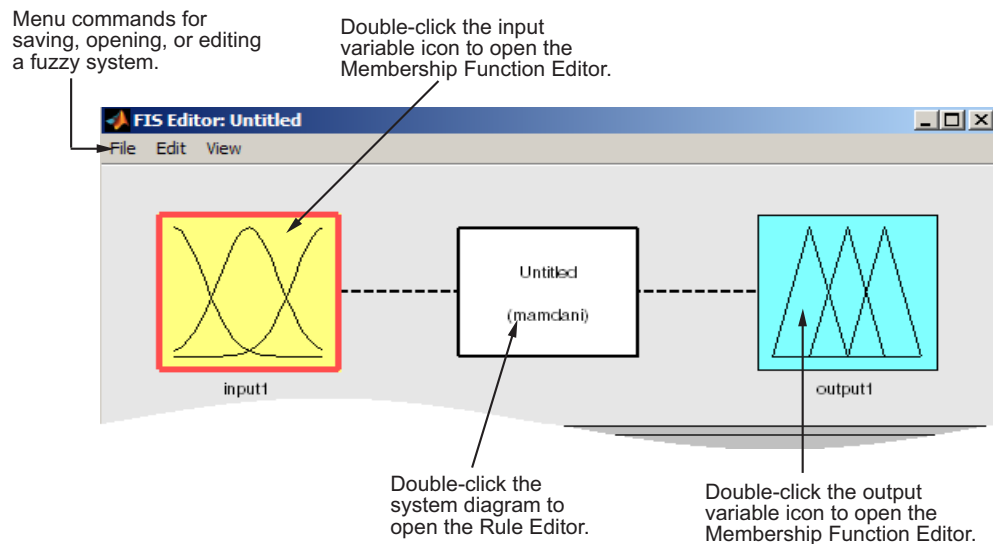 Menu commands for
saving, opening, or editing
a fuzzy system.
Double-click the input
variable icon to open the
Membership Function Editor.
FIS Editor: Untitled
File Edit View
Untitled
(mamdani)
input1
output1
Double-click the
system diagram to
open the Rule Editor.
Double-click the output
variable icon to open the
Membership Function Editor.